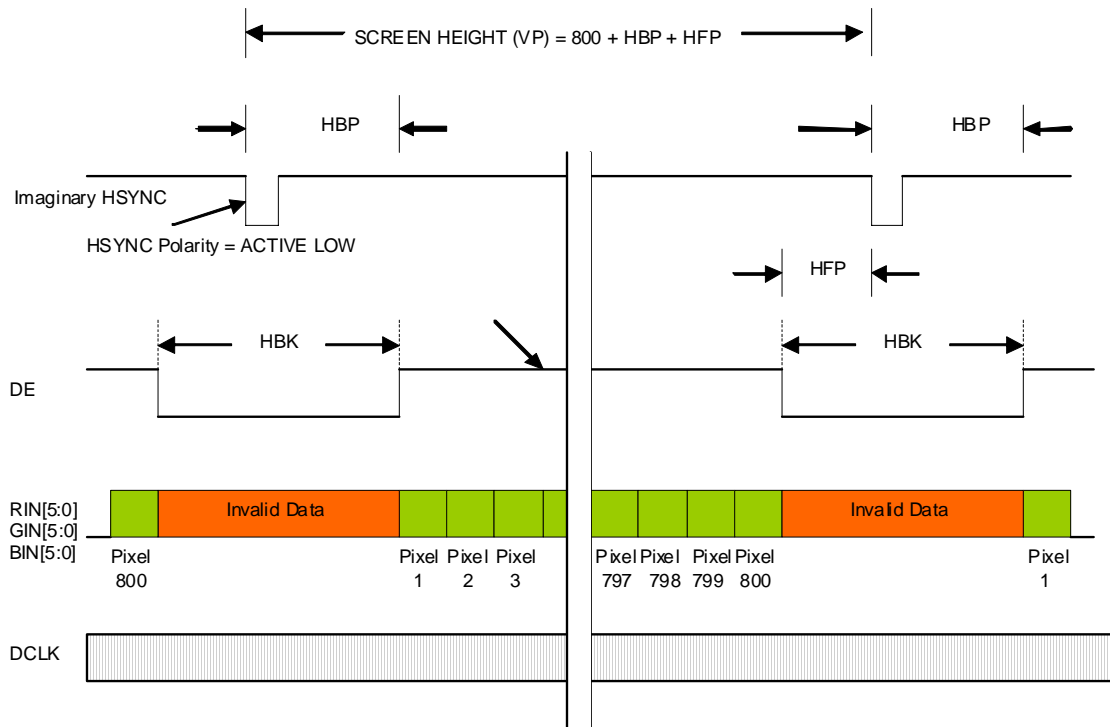 SCREEN HEIGHT (VP) = 800 + HBP + HFP
HBP
HBP
Imaginary HSYNC
HSYNC Polarity = ACTIVE LOW
HFP
HBK
HBK
DE
RIN[5:0]
GIN[5:0]
BIN[5:0]
Invalid Data
Invalid Data
Pixel
800
Pixel
1
Pixel
2
Pixel
3
Pixel
797
Pixel
798
Pixel
799
Pixel
800
Pixel
1
DCLK